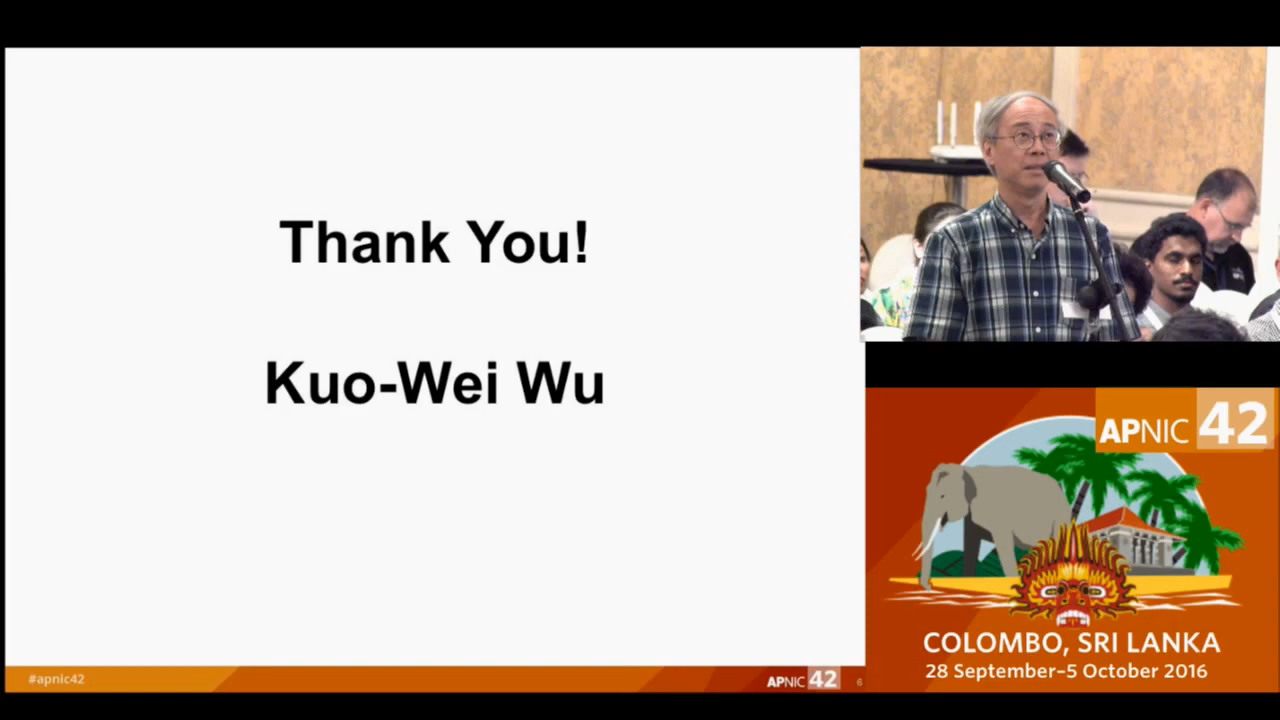 Thank You!
Kuo-Wei Wu
#apnic42
APNIC 42
6
APNIC 42
COLOMBO, SRI LANKA
28 September–5 October 2016